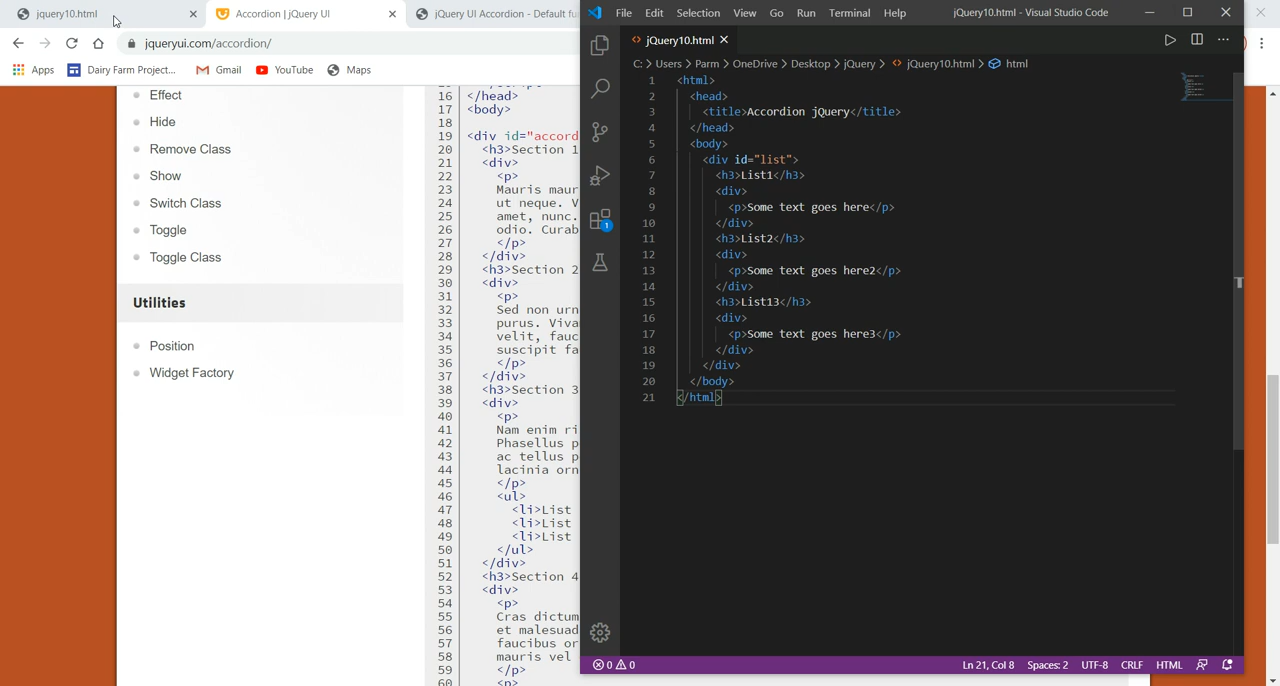 jquery10.html
Accordion | jQuery UI
jQuery UI Accordion - Default fu
jqueryui.com/accordion/
Apps
Dairy Farm Project...
Gmail
YouTube
Maps
Effect
Hide
Remove Class
Show
Switch Class
Toggle
Toggle Class
Utilities
Position
Widget Factory
16 </head>
17 <body>
18
19 <div id="accord
20 <h3>Section 1
21 <div>
22 <p>
23 Mauris maur
24 ut neque. V
25 amet, nunc.
26 odio. Curab
27 </p>
28 </div>
29 <h3>Section 2
30 <div>
31 <p>
32 Sed non urn
33 purus. Viva
34 velit, fauc
35 suscipit fa
36 </p>
37 </div>
38 <h3>Section 3
39 <div>
40 <p>
41 Nam enim ri
42 Phasellus p
43 ac tellus p
44 lacinia orn
45 </p>
46 <ul>
47 <li>List
48 <li>List
49 <li>List
50 </ul>
51 </div>
52 <h3>Section 4
53 <div>
54 <p>
55 Cras dictum
56 et malesuad
57 faucibus or
58 mauris vel
59 </p>
60 <p>
File Edit Selection View Go Run Terminal Help
jQuery10.html - Visual Studio Code
jQuery10.html
C: > Users > Parm > OneDrive > Desktop > jQuery > jQuery10.html > html
1 <html>
2 <head>
3 <title>Accordion jQuery</title>
4 </head>
5 <body>
6 <div id="list">
7 <h3>List1</h3>
8 <div>
9 <p>Some text goes here</p>
10 </div>
11 <h3>List2</h3>
12 <div>
13 <p>Some text goes here2</p>
14 </div>
15 <h3>List13</h3>
16 <div>
17 <p>Some text goes here3</p>
18 </div>
19 </div>
20 </body>
21 </html>
1
0 0
Ln 21, Col 8
Spaces: 2
UTF-8
CRLF
HTML